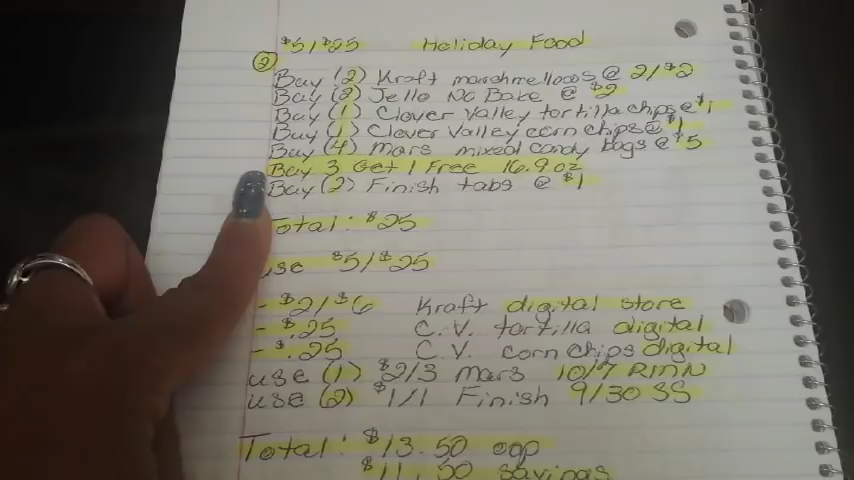 $5/$25 Holiday Food
②
Buy (2) Kraft marshmellows @ 2/$2
Buy (2) Jello No Bake @ $2
Buy (1) Clover Valley tortilla chips @ $1
Buy (1) Clover Valley corn chips @ $1
Buy (4) Mars mixed candy bags @ $5
Buy 3 Get 1 Free 16.9 oz
Buy (2) Finish tabs @ $1
Total: $25
use $5/$25
- $2/$6 Kraft digital store
- $.25 C.V. tortilla digital
- $.25 C.V. corn chips digital
use (1) $2/3 Mars 10/7 RMN
use (2) $1/1 Finish 9/30 SS
Total: $13.50 oop
$11.50 savings